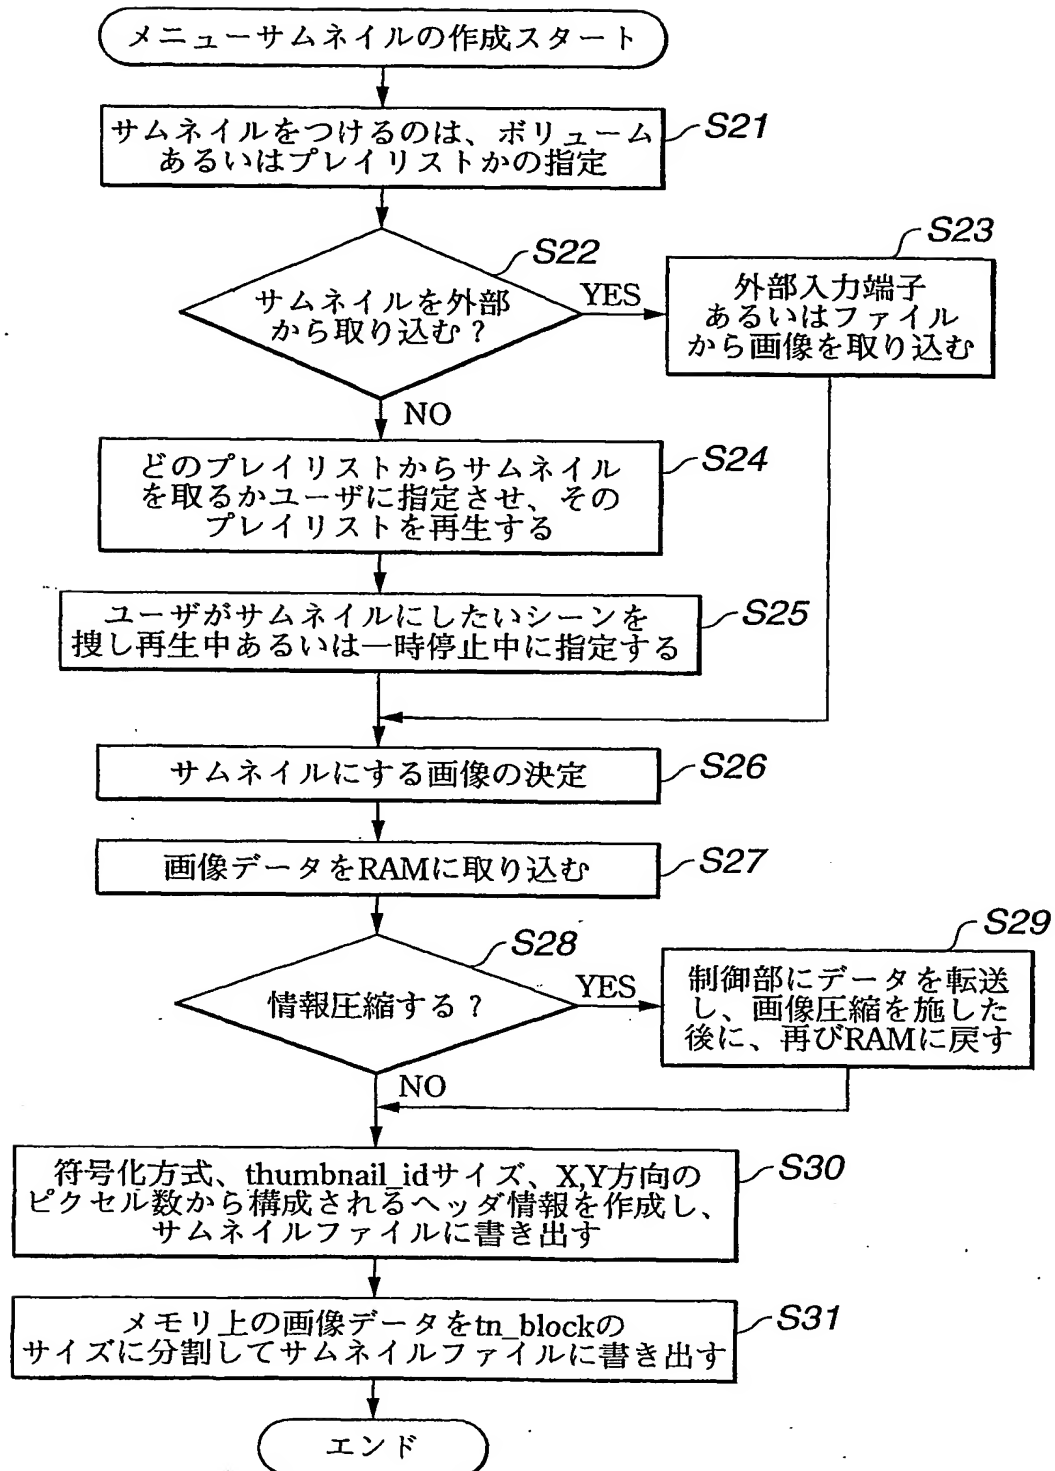 メニューサムネイルの作成スタート
サムネイルをつけるのは、ボリューム
あるいはプレイリストかの指定
S21
サムネイルを外部
から取り込む？
S22
YES
NO
外部入力端子
あるいはファイル
から画像を取り込む
S23
どのプレイリストからサムネイル
を取るかユーザに指定させ、その
プレイリストを再生する
S24
ユーザがサムネイルにしたいシーンを
捜し再生中あるいは一時停止中に指定する
S25
サムネイルにする画像の決定
S26
画像データをRAMに取り込む
S27
情報圧縮する？
S28
YES
NO
制御部にデータを転送
し、画像圧縮を施した
後に、再びRAMに戻す
S29
符号化方式、thumbnail_idサイズ、X,Y方向の
ピクセル数から構成されるヘッダ情報を作成し、
サムネイルファイルに書き出す
S30
メモリ上の画像データをtn_blockの
サイズに分割してサムネイルファイルに書き出す
S31
エンド